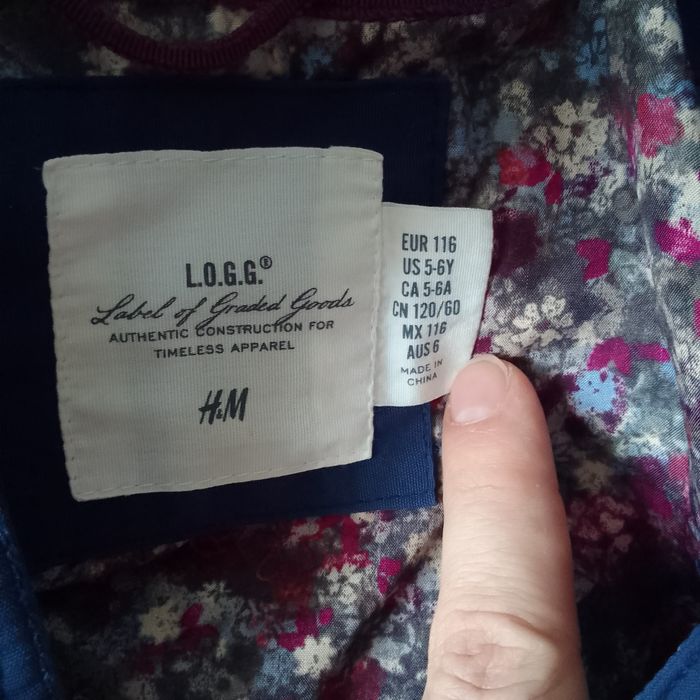 L.O.G.G.®
Label of Graded Goods
AUTHENTIC CONSTRUCTION FOR
TIMELESS APPAREL
H&M
EUR 116
US 5-6Y
CA 5-6A
CN 120/60
MX 116
AUS 6
MADE IN
CHINA